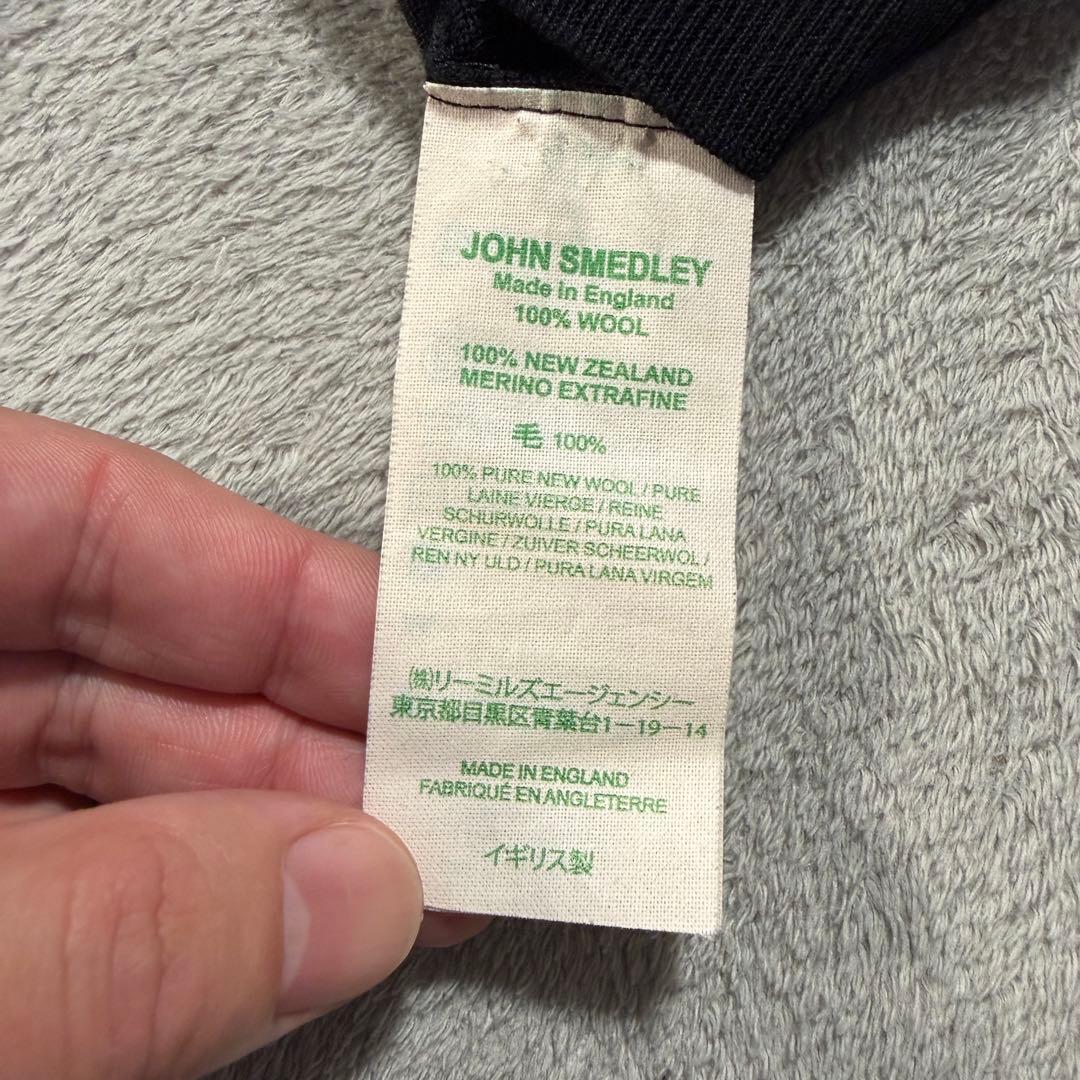 JOHN SMEDLEY
Made in England
100% WOOL
100% NEW ZEALAND
MERINO EXTRAFINE
毛 100%
100% PURE NEW WOOL / PURE
LAINE VIERGE / REINE
SCHURWOLLE / PURA LANA
VERGINE / ZUIVER SCHEERWOL /
REN NY ULD / PURA LANA VIRGEM
㈱リーミルズエージェンシー
東京都目黒区青葉台1-19-14
MADE IN ENGLAND
FABRIQUÉ EN ANGLETERRE
イギリス製